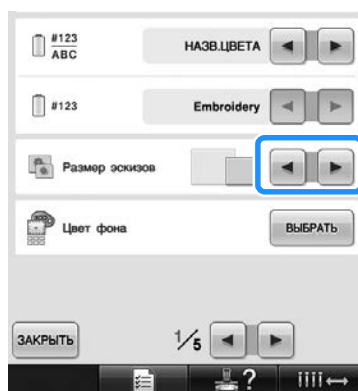 #123
ABC
НАЗВ.ЦВЕТА
#123
Embroidery
Размер эскизов
Цвет фона
ВЫБРАТЬ
ЗАКРЫТЬ
1/5
?